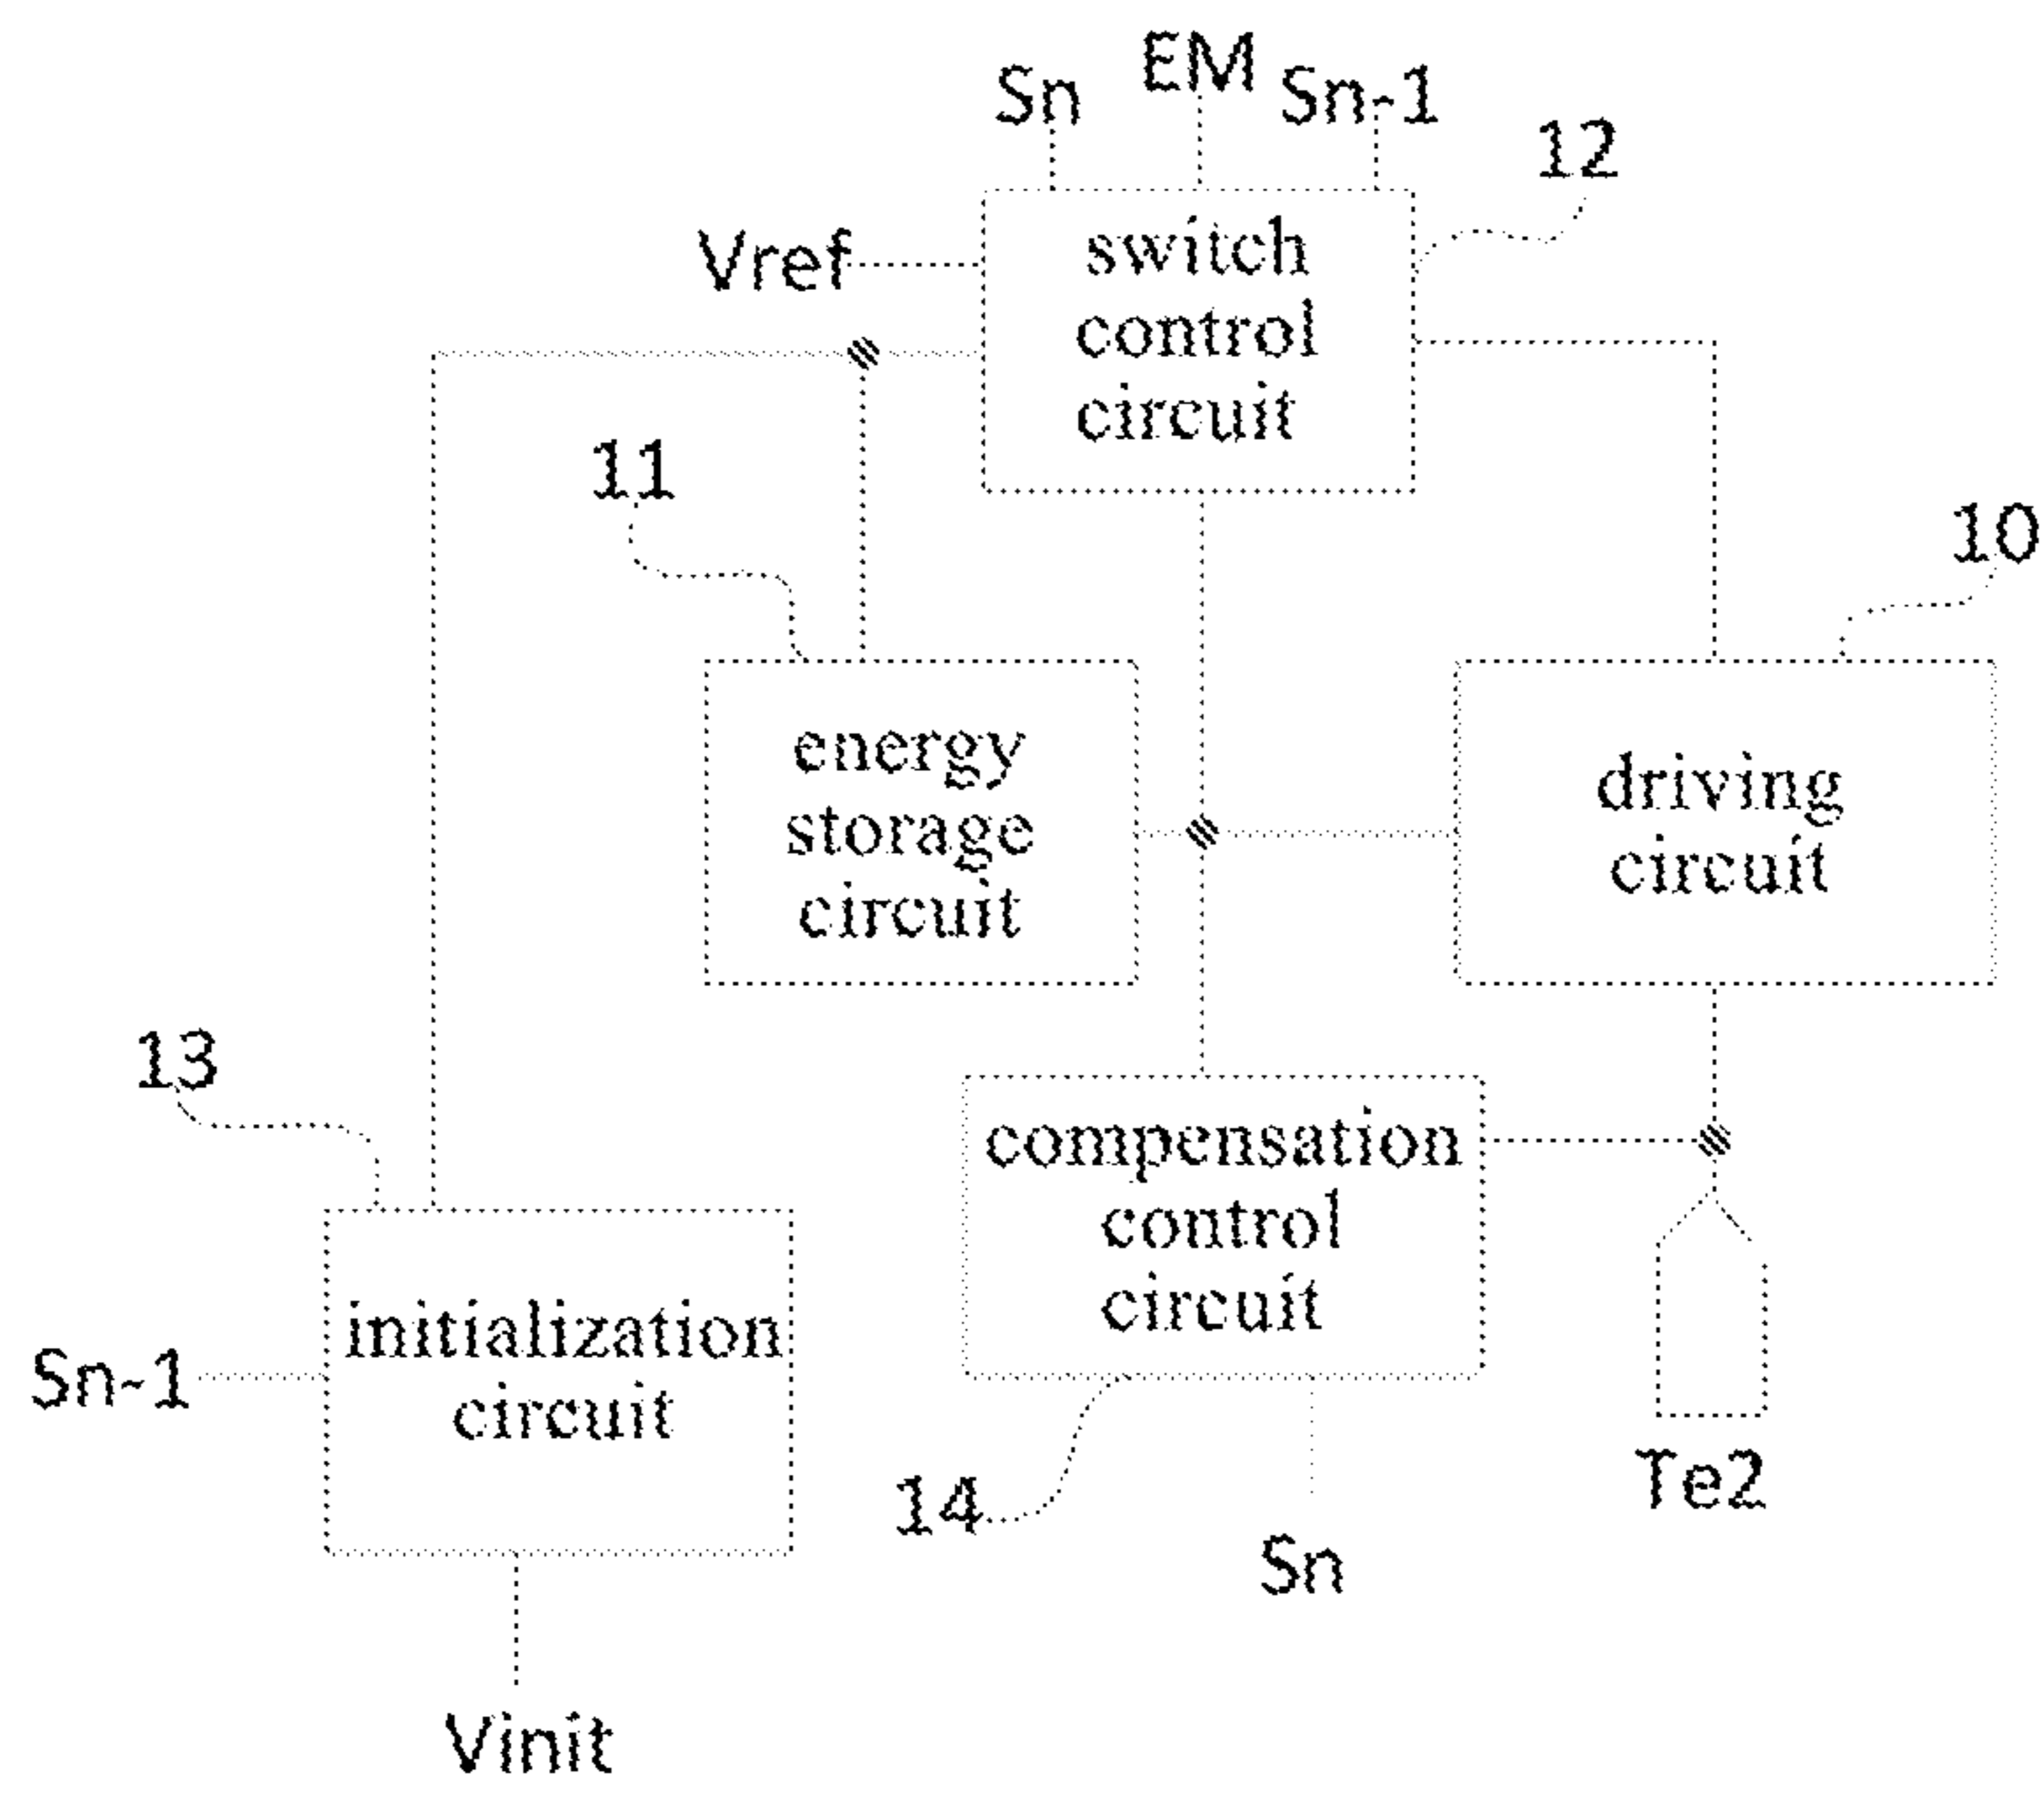 Sn EM Sn-1
12
Vref
switch
control
circuit
11
10
energy
storage
circuit
driving
circuit
13
compensation
control
circuit
initialization
circuit
Sn-1
14
Te2
Sn
Vinit